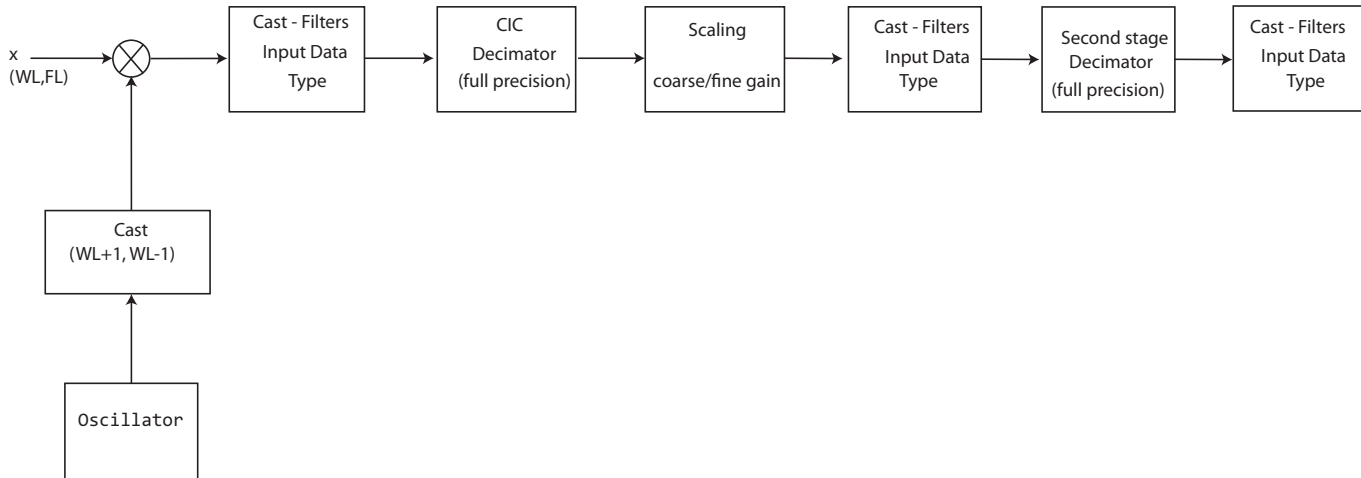 x
(WL,FL)
Cast - Filters
Input Data
Type
CIC
Decimator
(full precision)
Scaling
coarse/fine gain
Cast - Filters
Input Data
Type
Second stage
Decimator
(full precision)
Cast - Filters
Input Data
Type
Cast
(WL+1, WL-1)
Oscillator